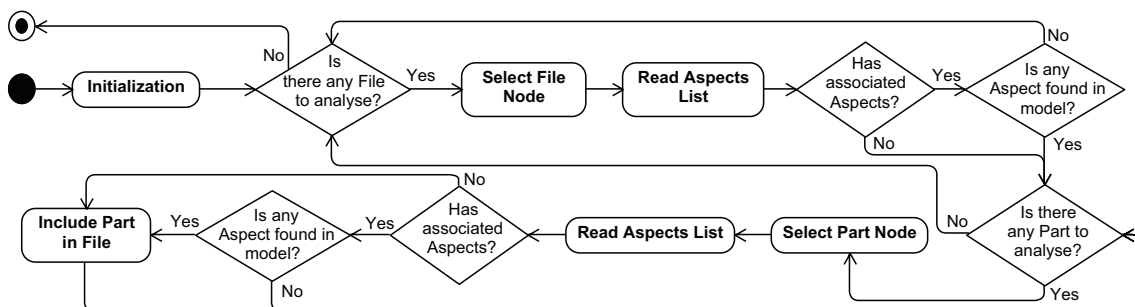 No
No
Initialization
Is
there any File
to analyse?
Yes
Select File
Node
Read Aspects
List
Has
associated
Aspects?
Yes
Is any
Aspect found in
model?
No
Yes
No
Include Part
in File
Yes
Is any
Aspect found in
model?
Yes
Has
associated
Aspects?
Read Aspects List
Select Part Node
No
Is there
any Part to
analyse?
No
Yes